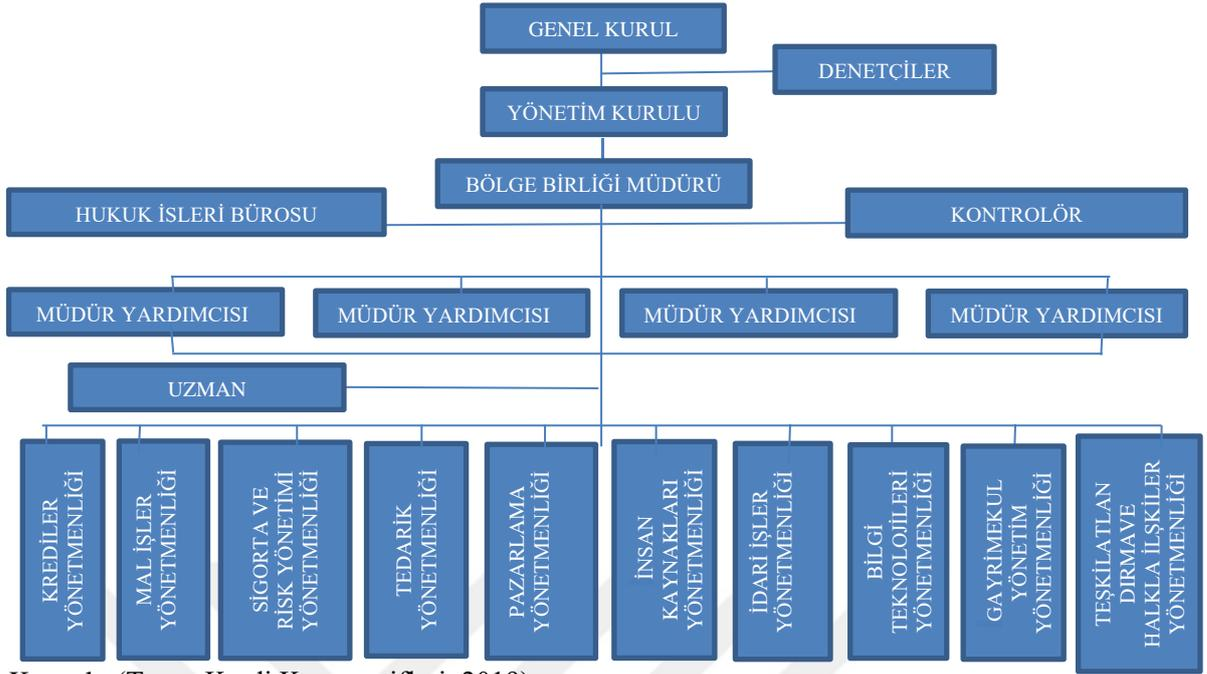 GENEL KURUL
DENETÇİLER
YÖNETİM KURULU
BÖLGE BİRLİĞİ MÜDÜRÜ
HUKUK İŞLERİ BÜROSU
KONTROLÖR
MÜDÜR YARDIMCISI
MÜDÜR YARDIMCISI
MÜDÜR YARDIMCISI
MÜDÜR YARDIMCISI
UZMAN
KREDİLER
YÖNETMENLİĞİ
MAL İŞLER
YÖNETMENLİĞİ
SİGORTA VE
RİSK YÖNETİMİ
YÖNETMENLİĞİ
TEDARİK
YÖNETMENLİĞİ
PAZARLAMA
YÖNETMENLİĞİ
İNSAN
KAYNAKLARI
YÖNETMENLİĞİ
İDARİ İŞLER
YÖNETMENLİĞİ
BİLGİ
TEKNOLOJİLERİ
YÖNETMENLİĞİ
GAYRİMEKUL
YÖNETİM
YÖNETMENLİĞİ
TEŞKİLATLAN
DIRMAVE
HALKLA İLŞKİLER
YÖNETMENLİĞİ